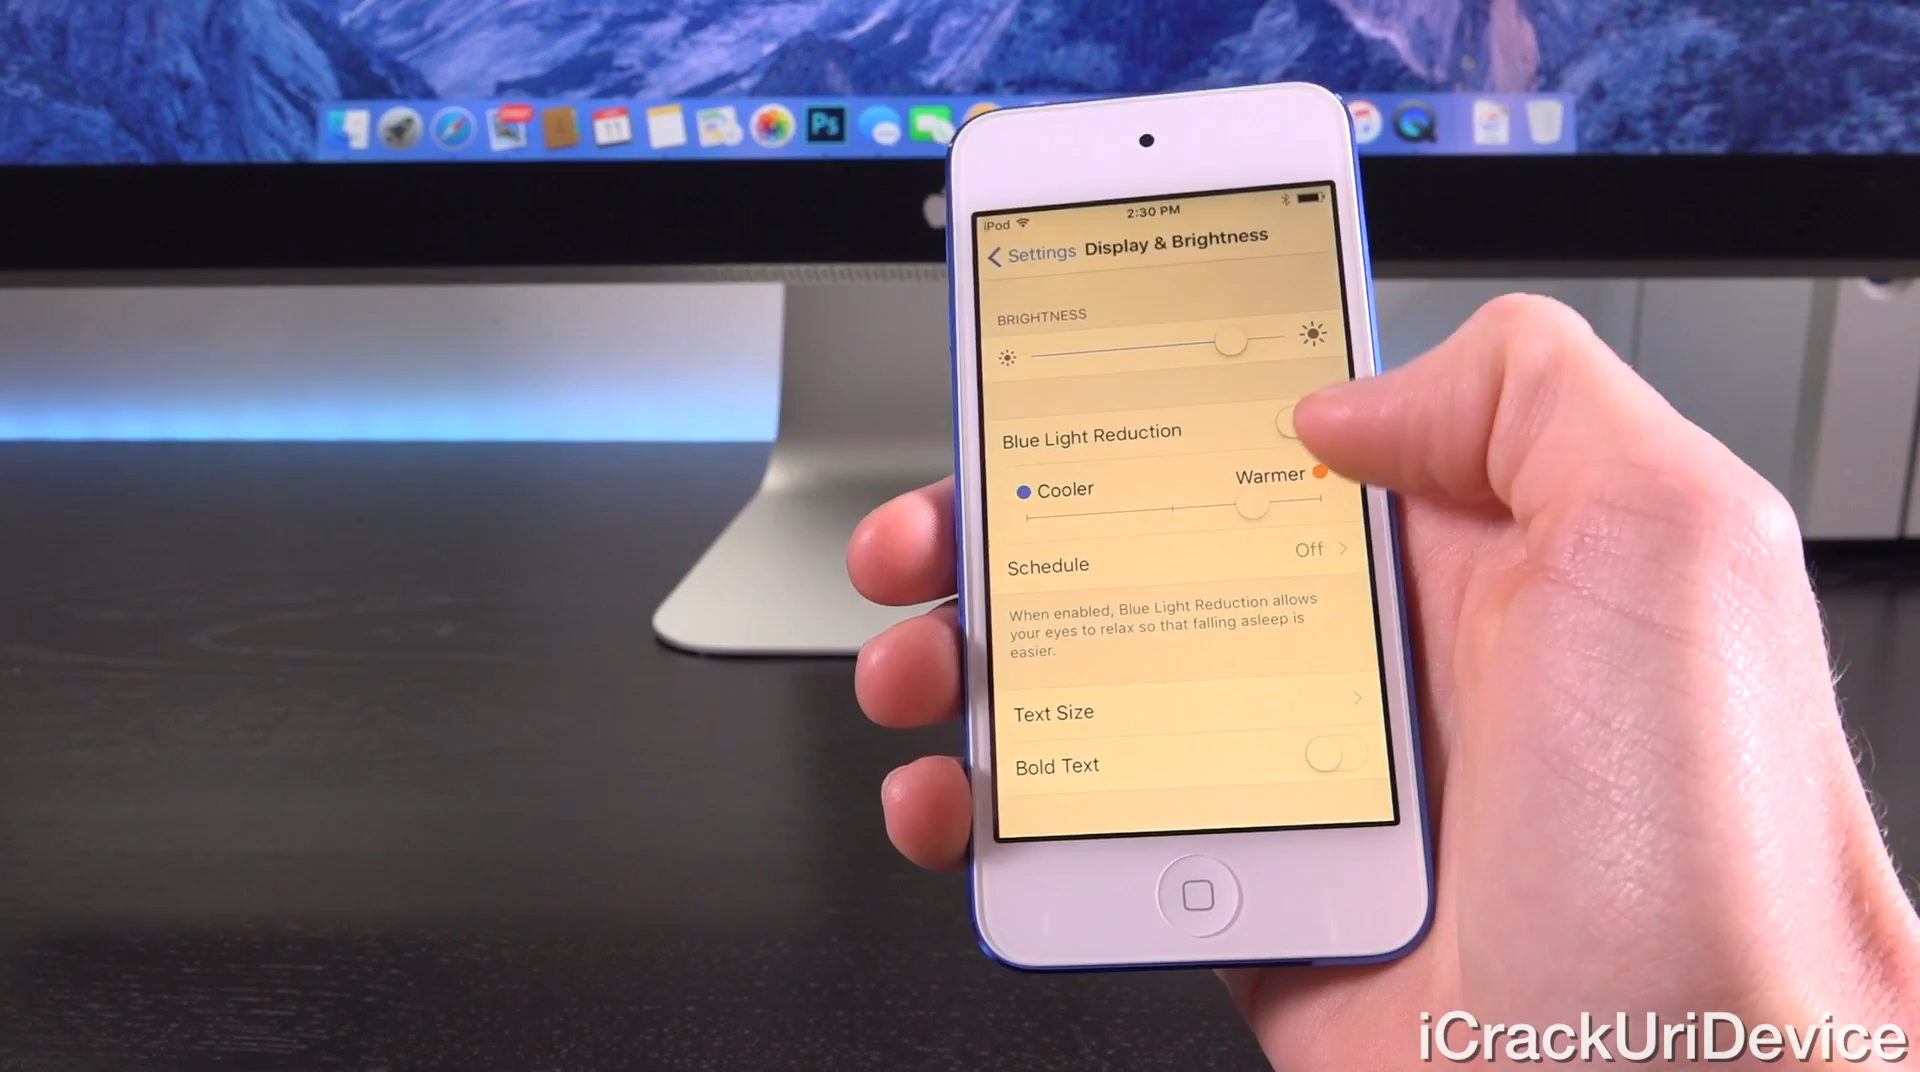 Ps
iPod
2:30 PM
Settings
Display & Brightness
BRIGHTNESS
Blue Light Reduction
Cooler
Warmer
Schedule
Off
When enabled, Blue Light Reduction allows
your eyes to relax so that falling asleep is
easier.
Text Size
Bold Text
iCrackUriDevice